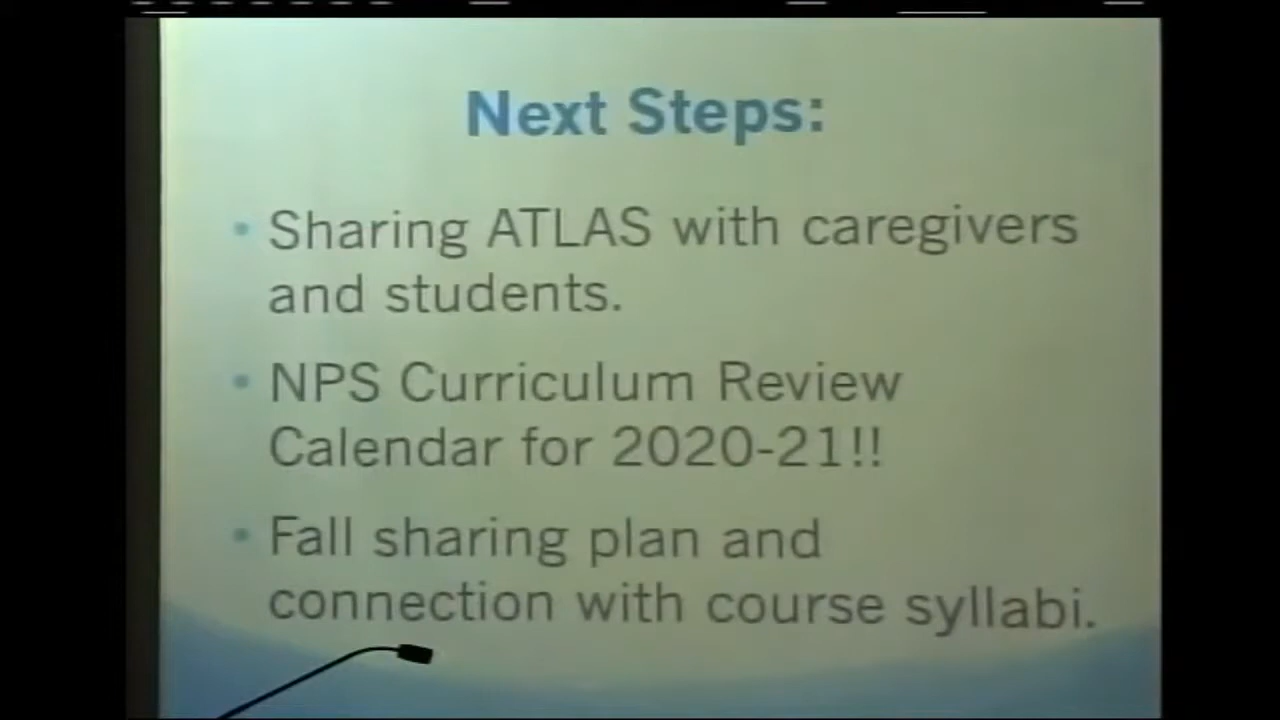 Next Steps:
• Sharing ATLAS with caregivers
and students.
• NPS Curriculum Review
Calendar for 2020-21!!
• Fall sharing plan and
connection with course syllabi.